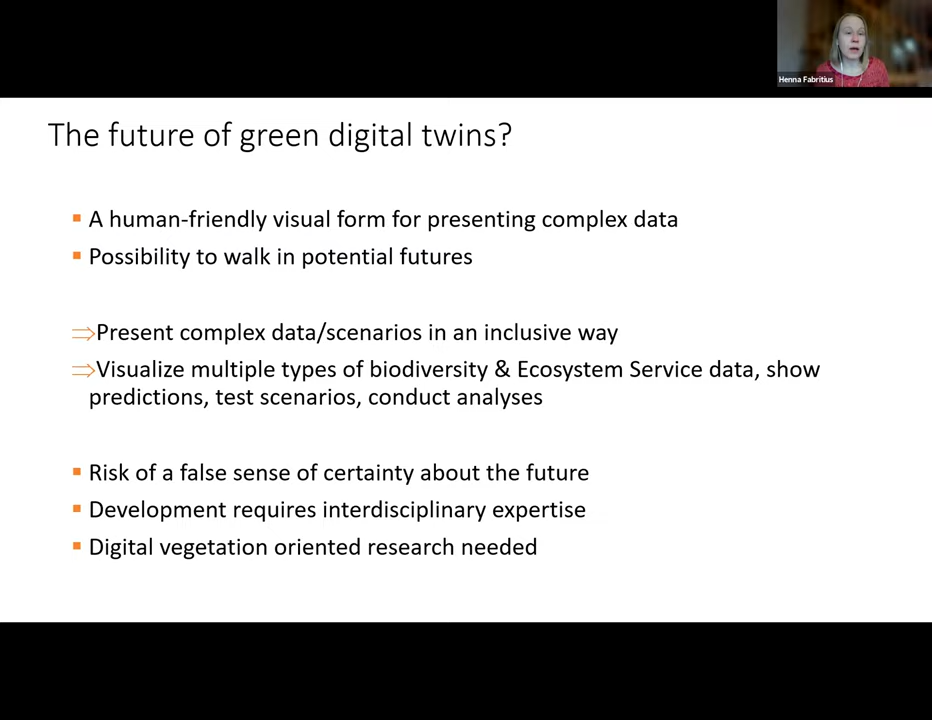 Henna Fabritius
The future of green digital twins?
▪ A human-friendly visual form for presenting complex data
▪ Possibility to walk in potential futures
⇒Present complex data/scenarios in an inclusive way
⇒Visualize multiple types of biodiversity & Ecosystem Service data, show
predictions, test scenarios, conduct analyses
▪ Risk of a false sense of certainty about the future
▪ Development requires interdisciplinary expertise
▪ Digital vegetation oriented research needed